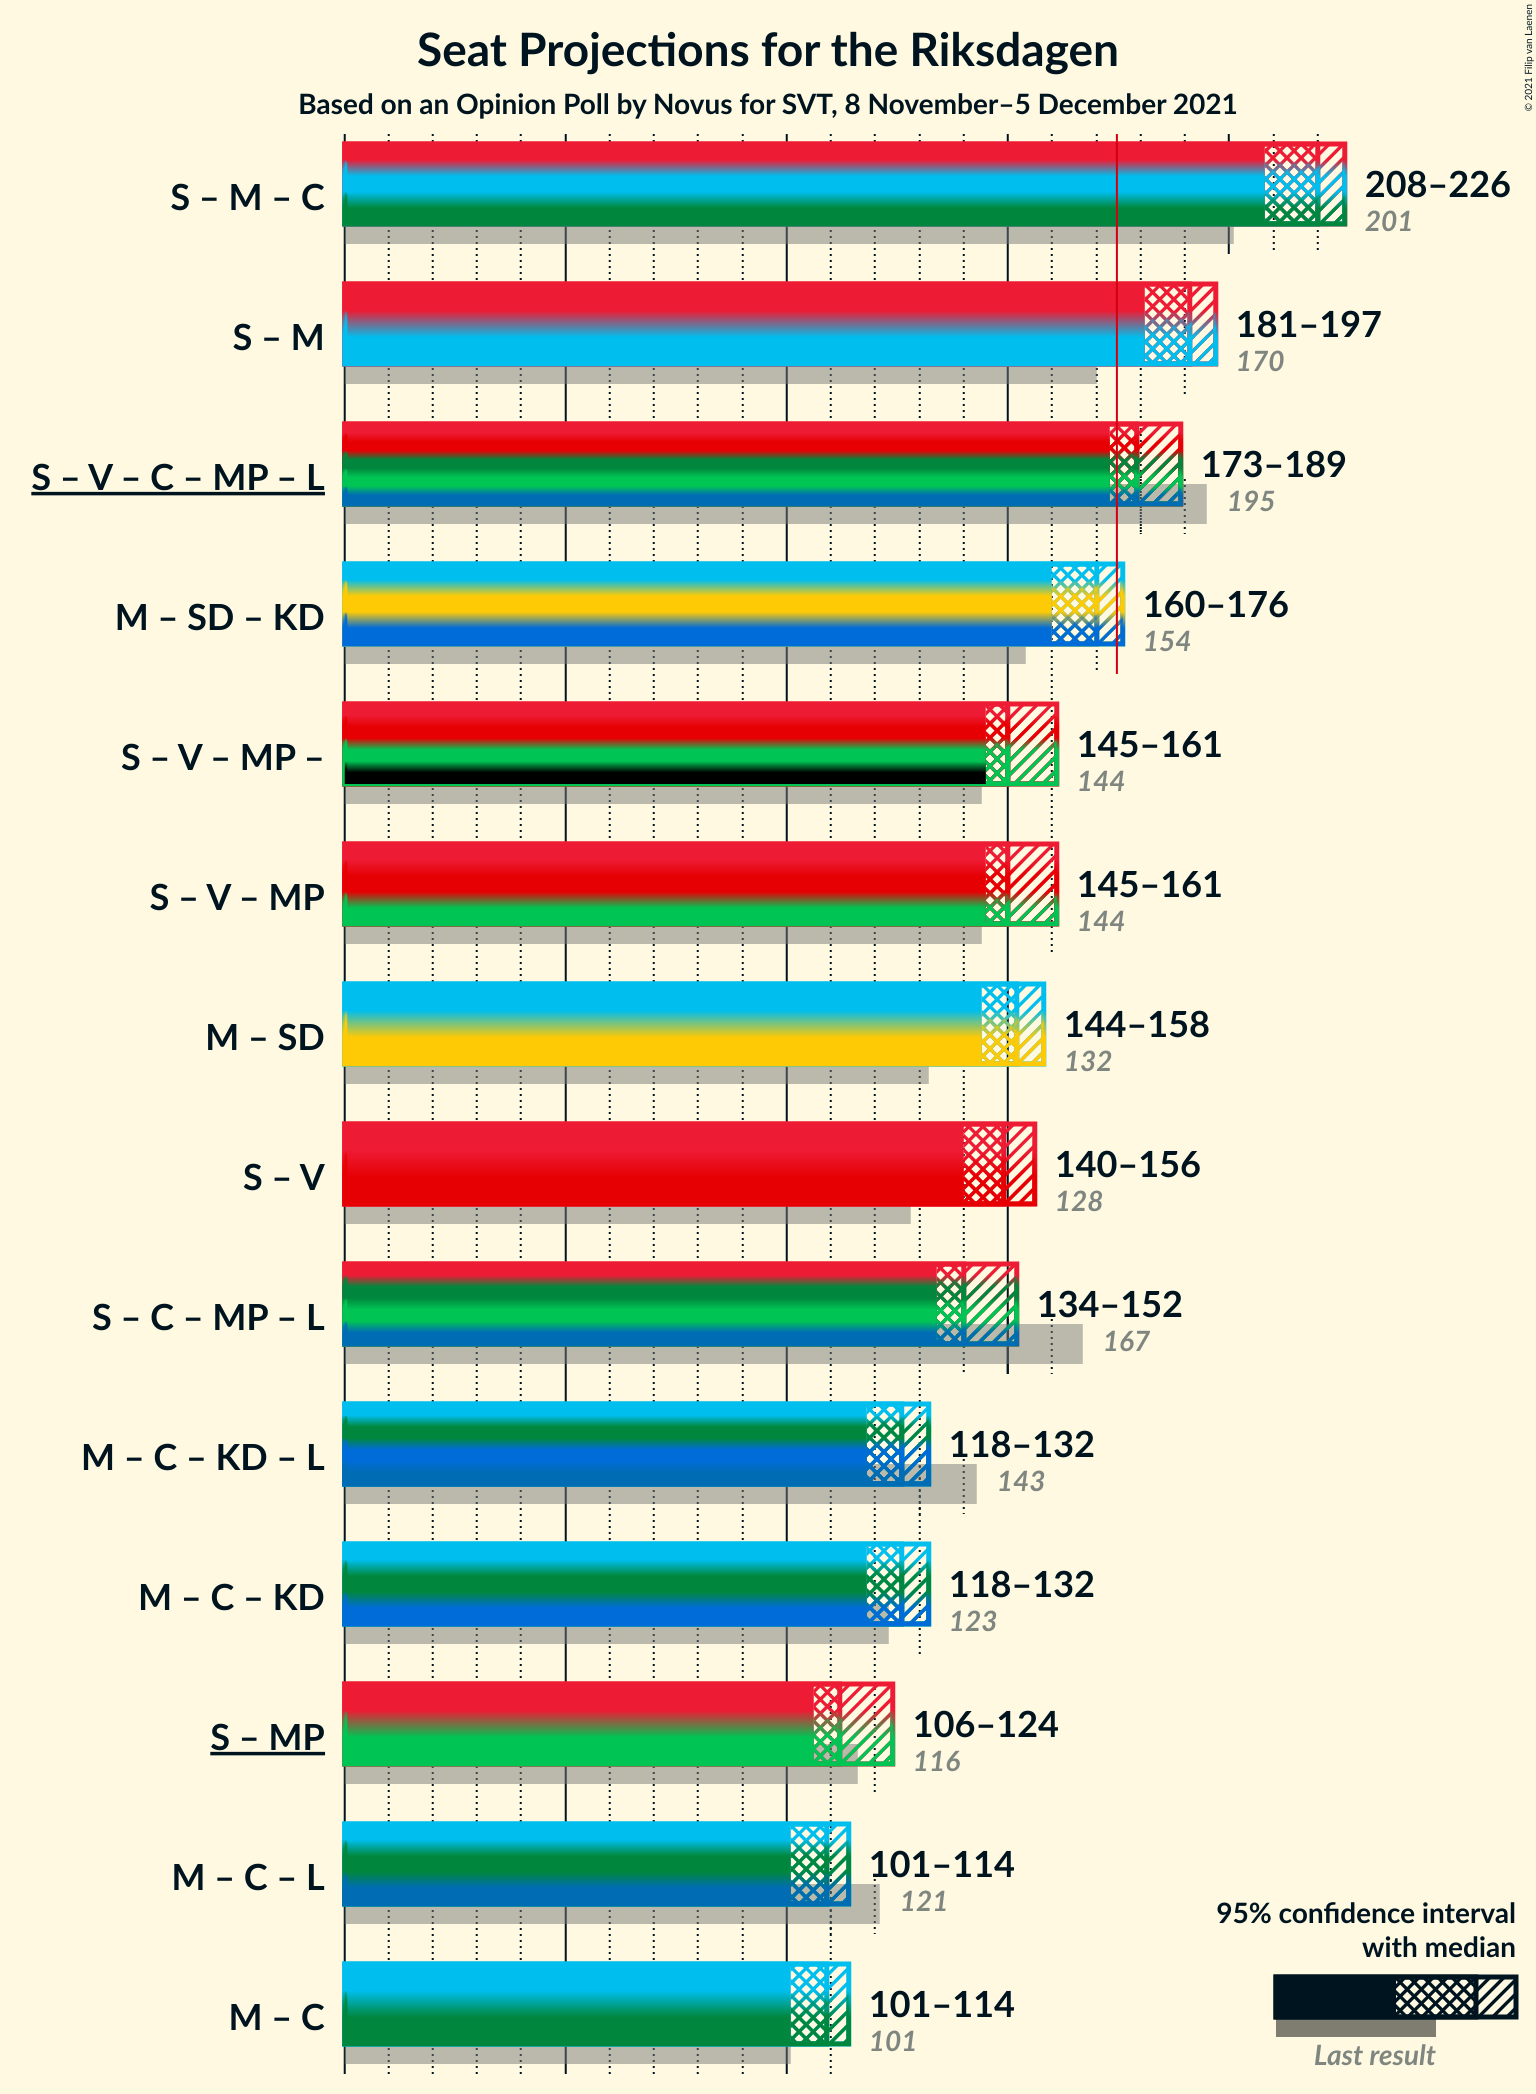 Seat Projections for the Riksdagen
Based on an Opinion Poll by Novus for SVT, 8 November–5 December 2021
© 2021 Filip van Laenen
S – M – C
208–226
201
S – M
181–197
170
S – V – C – MP – L
173–189
195
M – SD – KD
160–176
154
S – V – MP –
145–161
144
S – V – MP
145–161
144
M – SD
144–158
132
S – V
140–156
128
S – C – MP – L
134–152
167
M – C – KD – L
118–132
143
M – C – KD
118–132
123
S – MP
106–124
116
M – C – L
101–114
121
M – C
101–114
101
95% confidence interval
with median
Last result